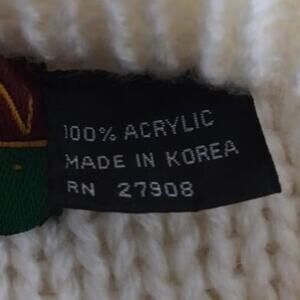 100% ACRYLIC
MADE IN KOREA
RN 27908